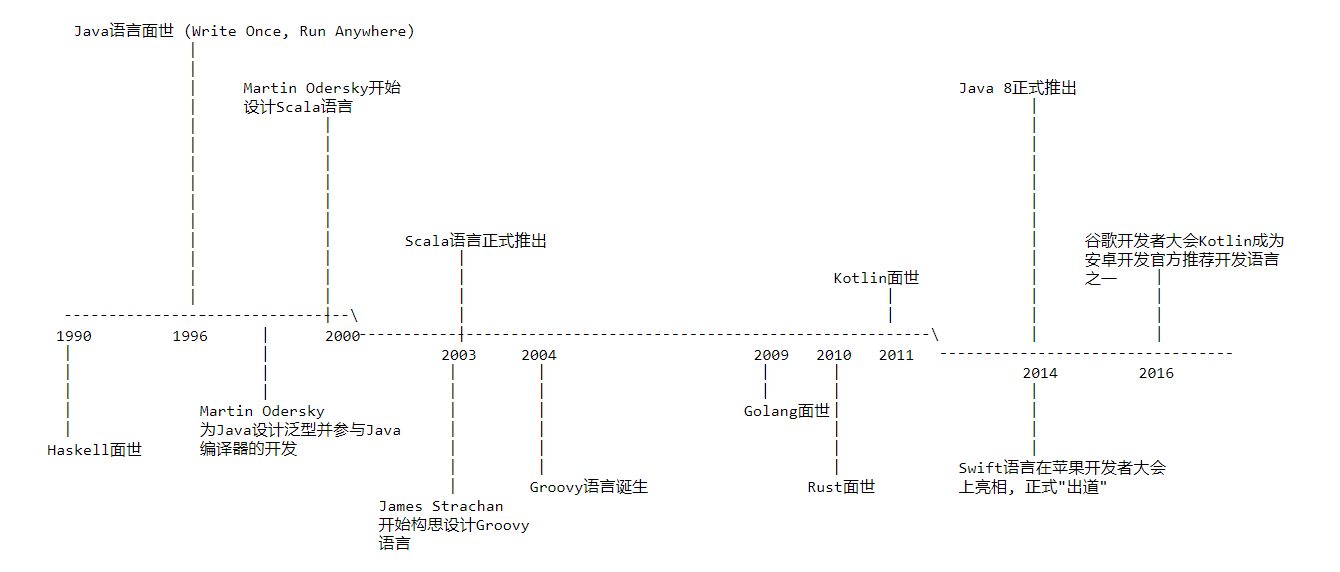 Java语言面世 (Write Once, Run Anywhere)
Martin Odersky开始
设计Scala语言
Java 8正式推出
Scala语言正式推出
谷歌开发者大会Kotlin成为
安卓开发官方推荐开发语言
之一
Kotlin面世
1990 1996 2000
2003 2004 2009 2010 2011
2014 2016
Martin Odersky
为Java设计泛型并参与Java
编译器的开发
Golang面世
Haskell面世
Swift语言在苹果开发者大会
上亮相, 正式"出道"
Groovy语言诞生
Rust面世
James Strachan
开始构思设计Groovy
语言